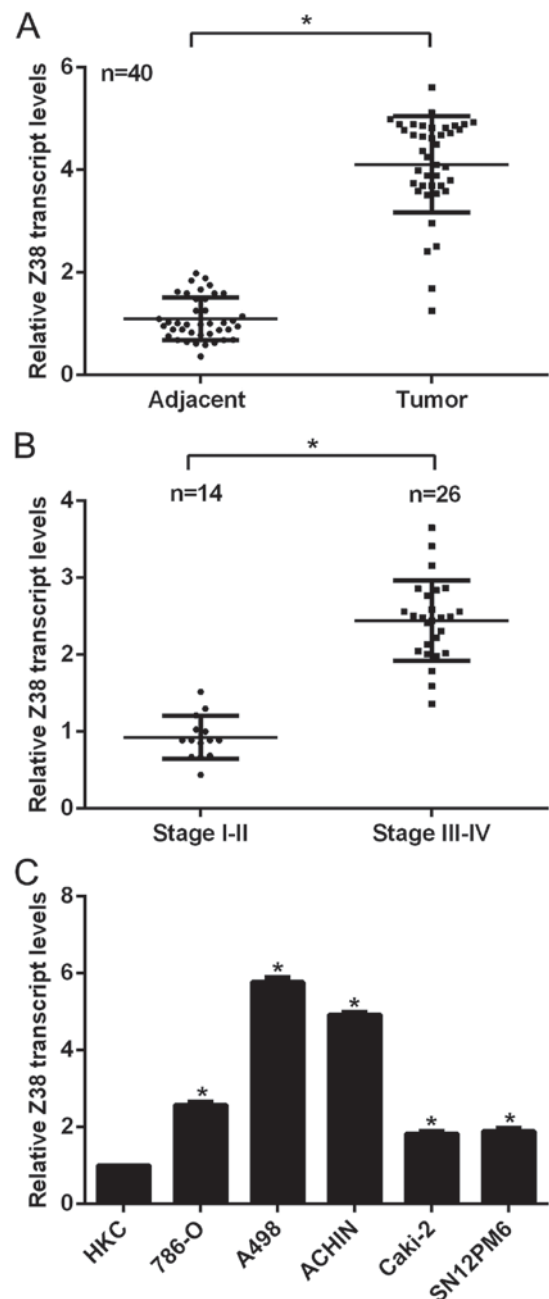 A
*
n=40
Relative Z38 transcript levels
6
4
2
0
Adjacent Tumor
B
*
n=14 n=26
Relative Z38 transcript levels
4
3
2
1
0
Stage I-II Stage III-IV
C
Relative Z38 transcript levels
8
6
4
2
0
* * * * *
HKC 786-O A498 ACHIN Caki-2 SN12PM6